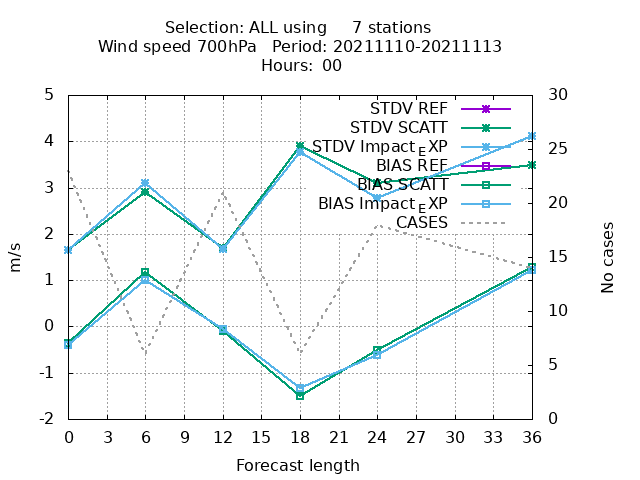 Selection: ALL using     7 stations
Wind speed 700hPa   Period: 20211110-20211113
Hours: 00
5 30
STDV REF
STDV SCATT
STDV Impact_EXP
BIAS REF
BIAS SCATT
BIAS Impact_EXP
CASES
4 25
3 20
2 15
1 10
0
-1 5
-2 0
m/s
No cases
0 3 6 9 12 15 18 21 24 27 30 33 36
Forecast length